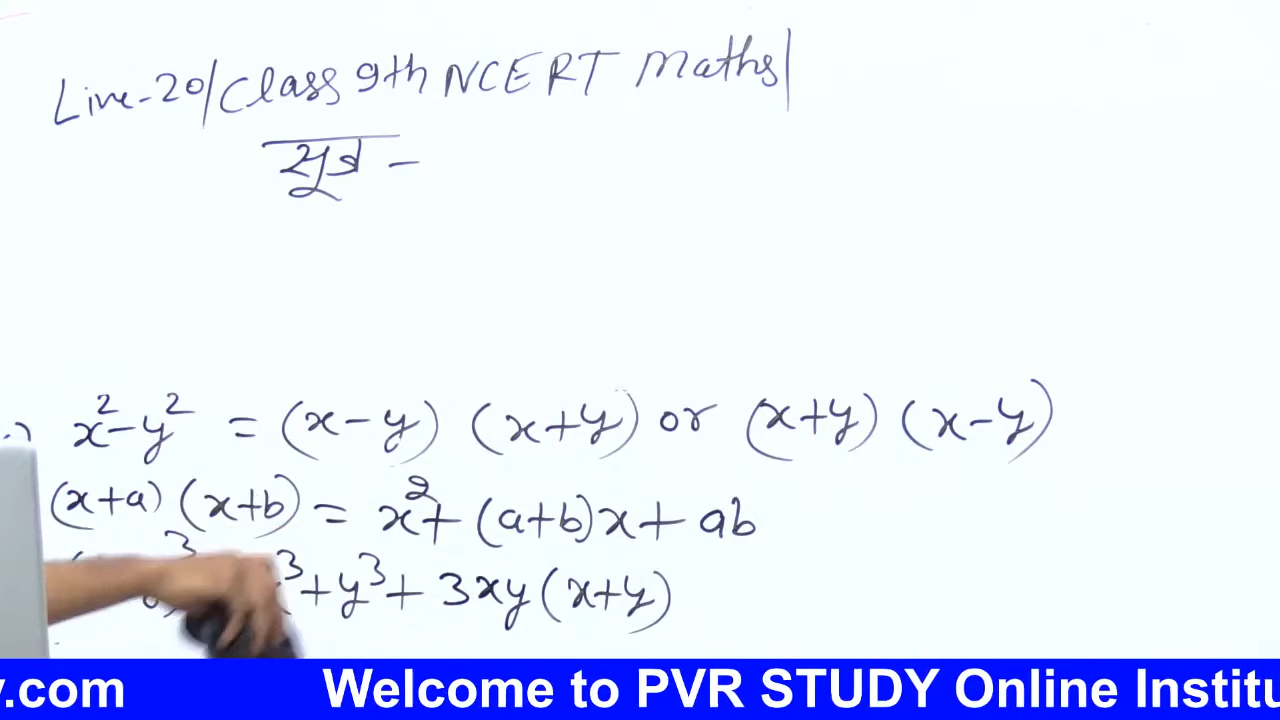 Live-20/Class 9th NCERT Maths|
सूत्र -
x²-y² = (x-y) (x+y) or (x+y) (x-y)
(x+a) (x+b) = x²+ (a+b)x + ab
³+y³+ 3xy(x+y)
y.com Welcome to PVR STUDY Online Institu